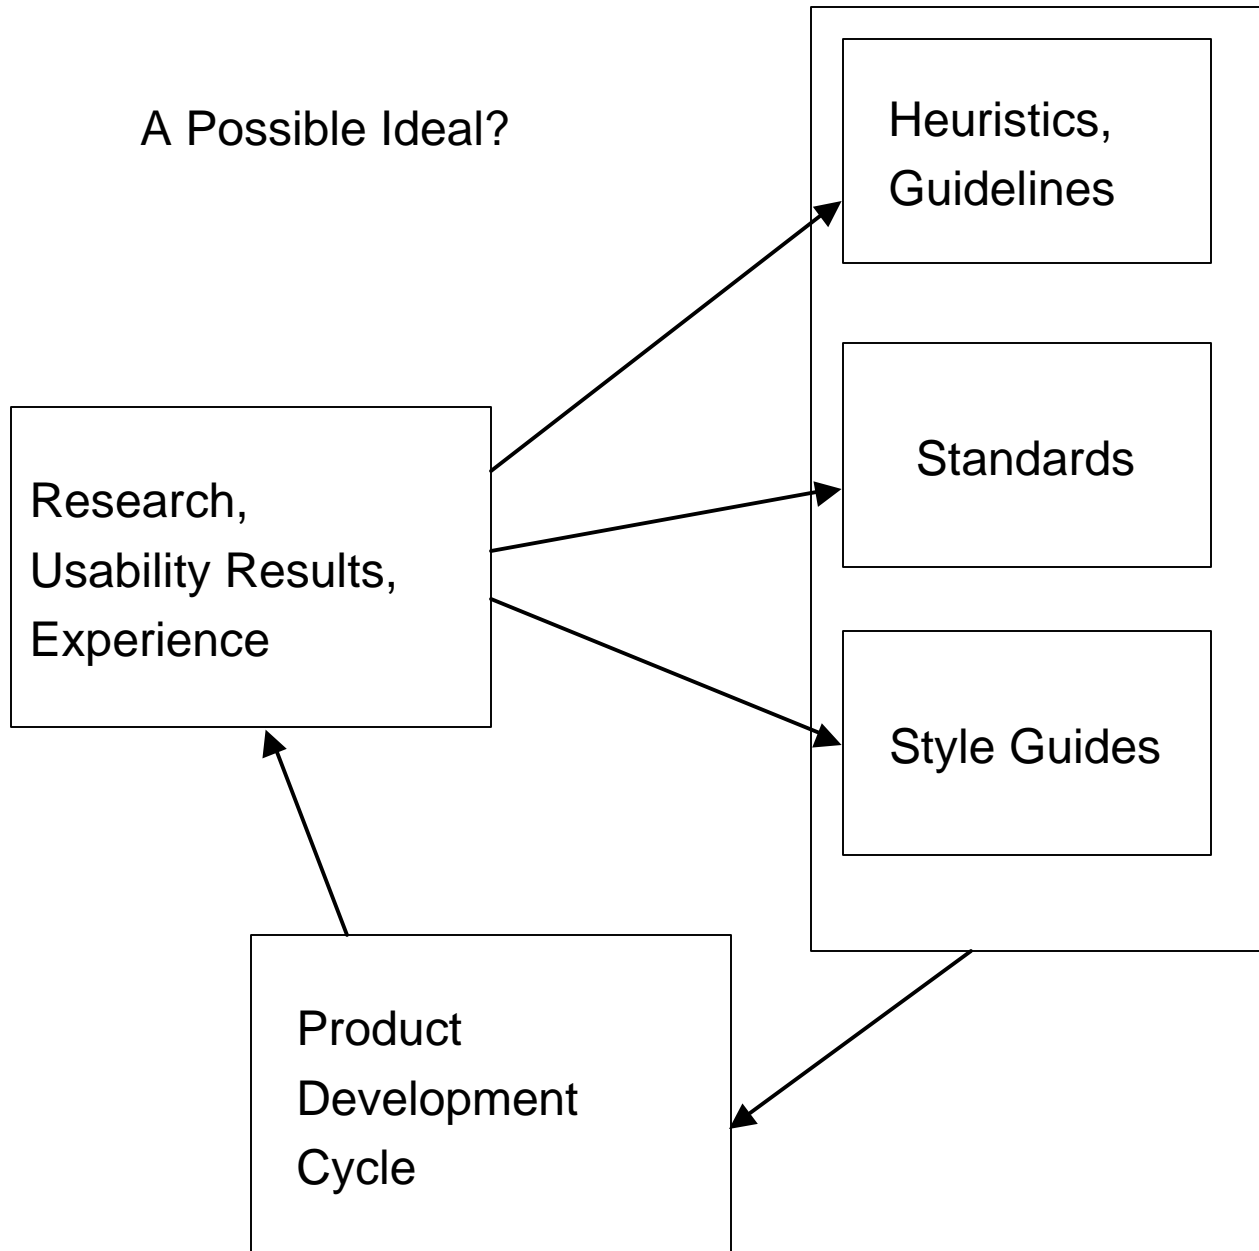 A Possible Ideal?
Heuristics,
Guidelines
Standards
Research,
Usability Results,
Experience
Style Guides
Product
Development
Cycle